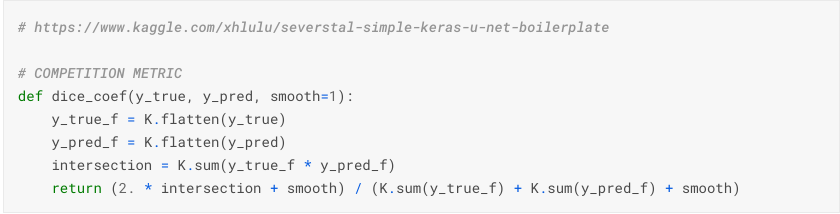 # https://www.kaggle.com/xhlulu/severstal-simple-keras-u-net-boilerplate
# COMPETITION METRIC
def dice_coef(y_true, y_pred, smooth=1):
    y_true_f = K.flatten(y_true)
    y_pred_f = K.flatten(y_pred)
    intersection = K.sum(y_true_f * y_pred_f)
    return (2. * intersection + smooth) / (K.sum(y_true_f) + K.sum(y_pred_f) + smooth)